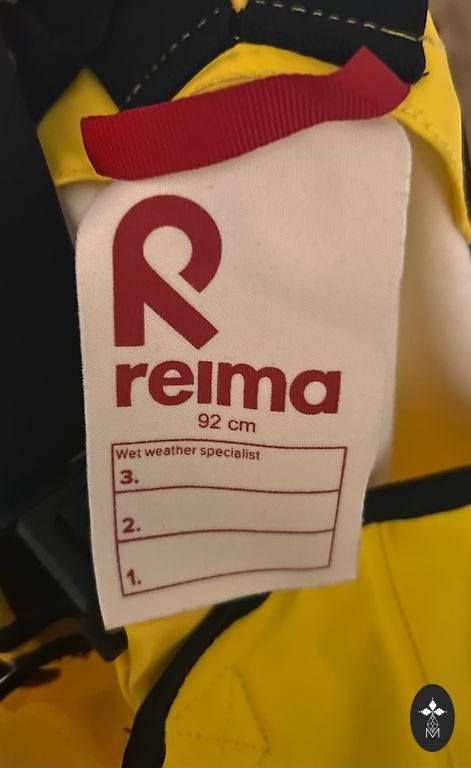 reima
92 cm
Wet weather specialist
3.
2.
1.
M